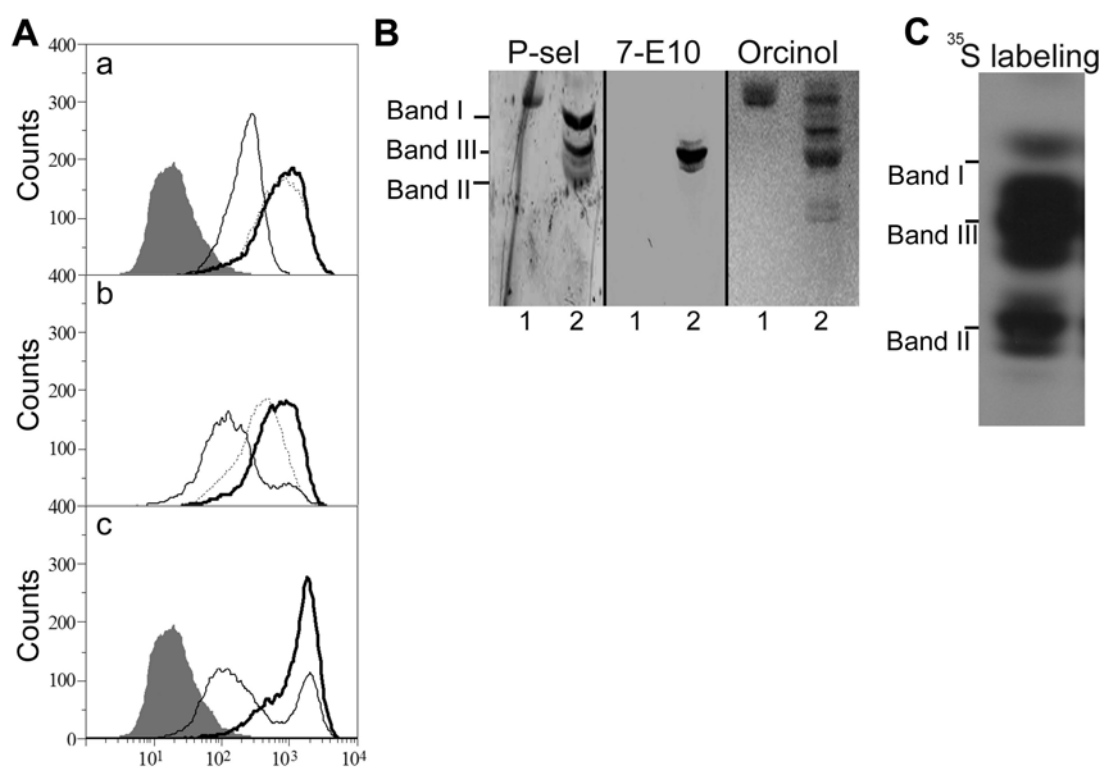 A
400
a
300
200
100
Counts
400
b
300
200
100
Counts
400
c
300
200
100
0
Counts
10¹ 10² 10³ 10⁴
B
P-sel 7-E10 Orcinol
Band I
Band III
Band II
1 2 1 2 1 2
C
³⁵S labeling
Band I
Band III
Band II